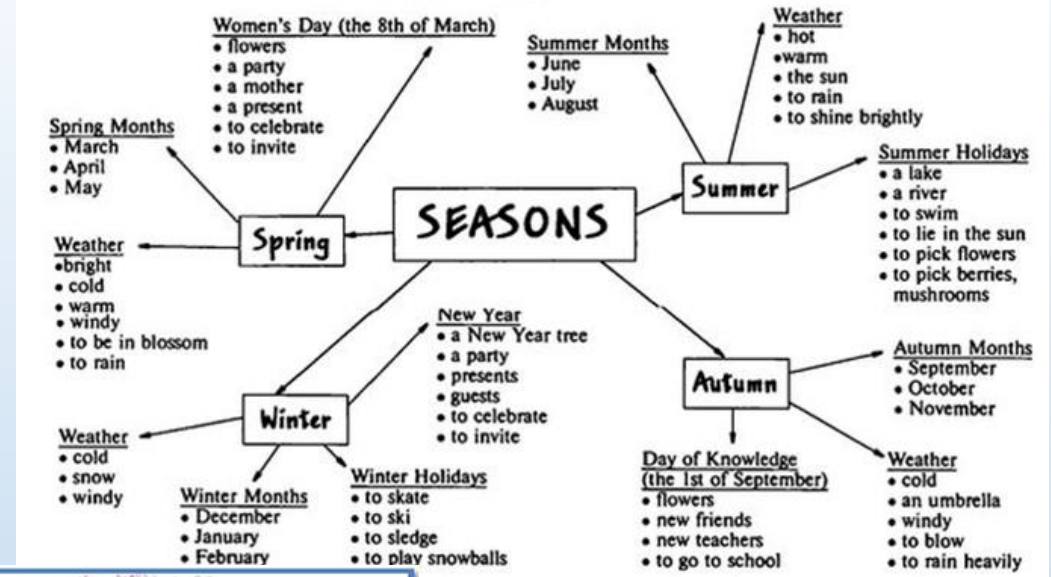 SEASONS
Spring
Spring Months
• March
• April
• May
Women's Day (the 8th of March)
• flowers
• a party
• a mother
• a present
• to celebrate
• to invite
Weather
•bright
• cold
• warm
• windy
• to be in blossom
• to rain
Summer
Summer Months
• June
• July
• August
Weather
• hot
•warm
• the sun
• to rain
• to shine brightly
Summer Holidays
• a lake
• a river
• to swim
• to lie in the sun
• to pick flowers
• to pick berries,
mushrooms
Winter
New Year
• a New Year tree
• a party
• presents
• guests
• to celebrate
• to invite
Weather
• cold
• snow
• windy
Winter Months
• December
• January
• February
Winter Holidays
• to skate
• to ski
• to sledge
• to play snowballs
Autumn
Autumn Months
• September
• October
• November
Day of Knowledge
(the 1st of September)
• flowers
• new friends
• new teachers
• to go to school
Weather
• cold
• an umbrella
• windy
• to blow
• to rain heavily